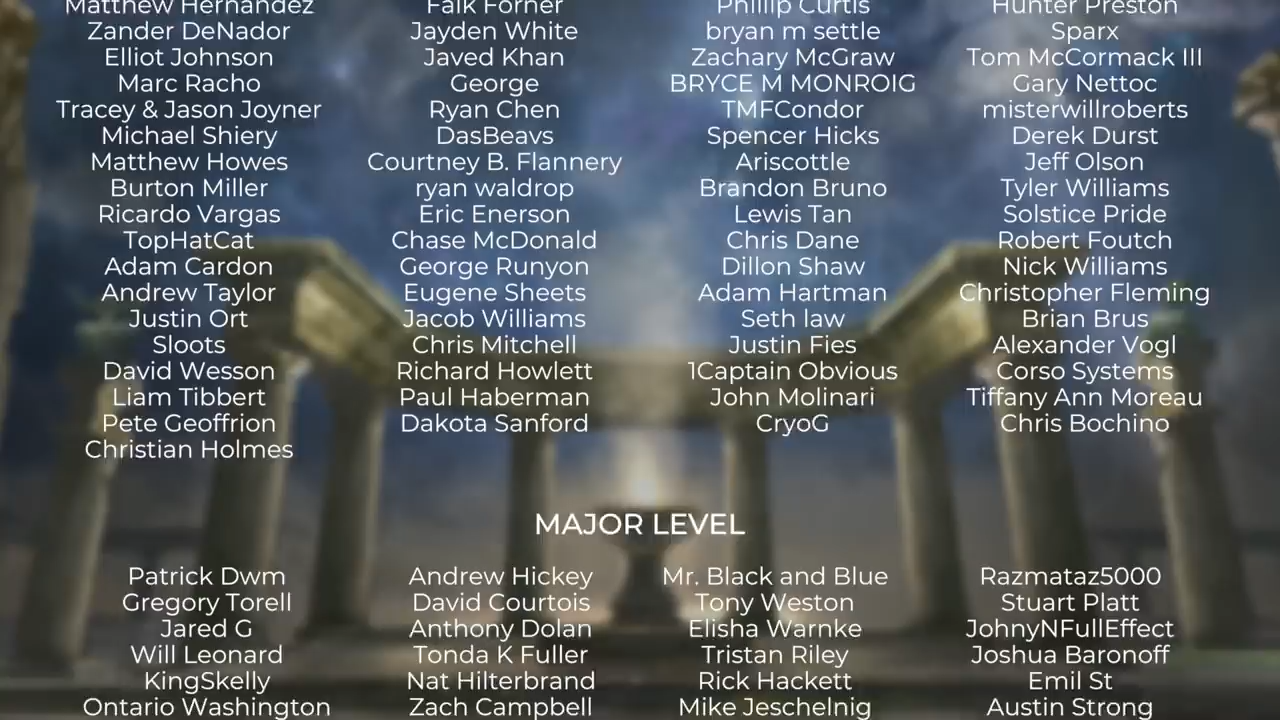 Matthew Hernandez Falk Forner Phillip Curtis Hunter Preston
Zander DeNador Jayden White bryan m settle Sparx
Elliot Johnson Javed Khan Zachary McGraw Tom McCormack III
Marc Racho George BRYCE M MONROIG Gary Nettoc
Tracey & Jason Joyner Ryan Chen TMFCondor misterwillroberts
Michael Shiery DasBeavs Spencer Hicks Derek Durst
Matthew Howes Courtney B. Flannery Ariscottle Jeff Olson
Burton Miller ryan waldrop Brandon Bruno Tyler Williams
Ricardo Vargas Eric Enerson Lewis Tan Solstice Pride
TopHatCat Chase McDonald Chris Dane Robert Foutch
Adam Cardon George Runyon Dillon Shaw Nick Williams
Andrew Taylor Eugene Sheets Adam Hartman Christopher Fleming
Justin Ort Jacob Williams Seth law Brian Brus
Sloots Chris Mitchell Justin Fies Alexander Vogl
David Wesson Richard Howlett 1Captain Obvious Corso Systems
Liam Tibbert Paul Haberman John Molinari Tiffany Ann Moreau
Pete Geoffrion Dakota Sanford CryoG Chris Bochino
Christian Holmes
MAJOR LEVEL
Patrick Dwm Andrew Hickey Mr. Black and Blue Razmataz5000
Gregory Torell David Courtois Tony Weston Stuart Platt
Jared G Anthony Dolan Elisha Warnke JohnyNFullEffect
Will Leonard Tonda K Fuller Tristan Riley Joshua Baronoff
KingSkelly Nat Hilterbrand Rick Hackett Emil St
Ontario Washington Zach Campbell Mike Jeschelnig Austin Strong